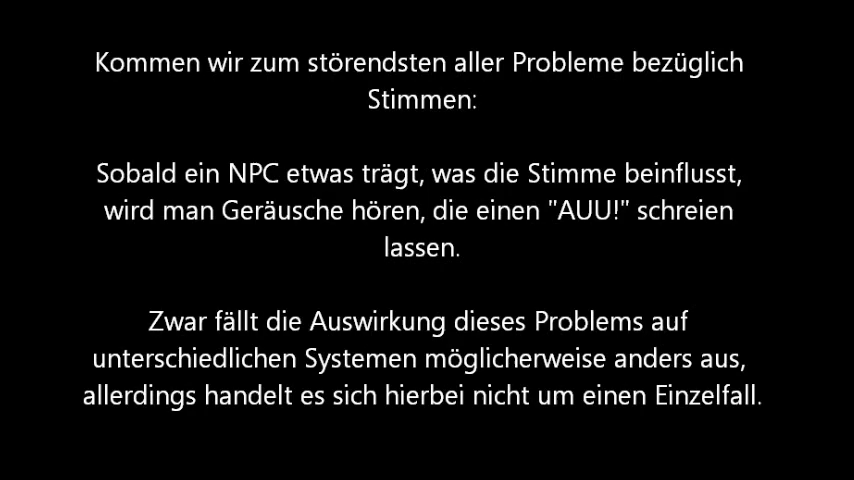 Kommen wir zum störendsten aller Probleme bezüglich
Stimmen:
Sobald ein NPC etwas trägt, was die Stimme beinflusst,
wird man Geräusche hören, die einen "AUU!" schreien
lassen.
Zwar fällt die Auswirkung dieses Problems auf
unterschiedlichen Systemen möglicherweise anders aus,
allerdings handelt es sich hierbei nicht um einen Einzelfall.